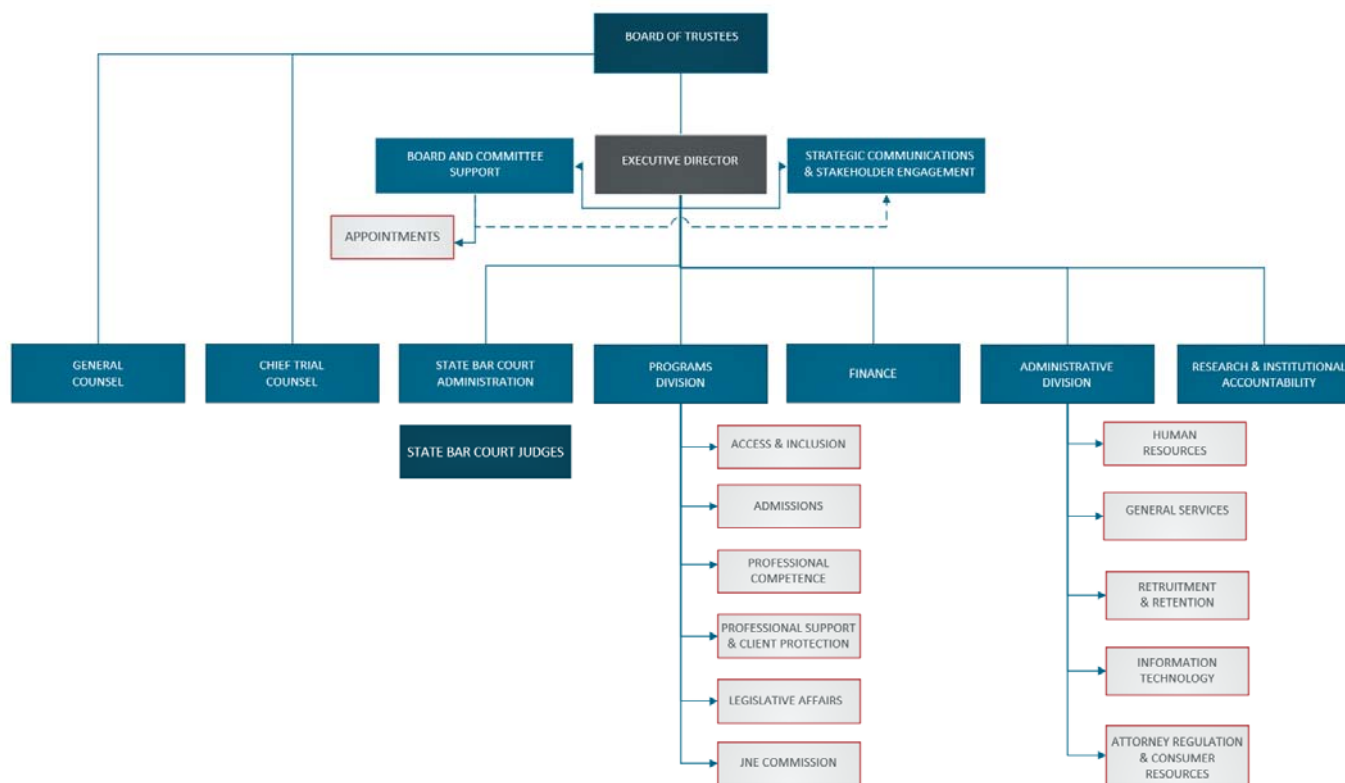 BOARD OF TRUSTEES
BOARD AND COMMITTEE
SUPPORT
EXECUTIVE DIRECTOR
STRATEGIC COMMUNICATIONS
& STAKEHOLDER ENGAGEMENT
APPOINTMENTS
GENERAL
COUNSEL
CHIEF TRIAL
COUNSEL
STATE BAR COURT
ADMINISTRATION
PROGRAMS
DIVISION
FINANCE
ADMINISTRATIVE
DIVISION
RESEARCH & INSTITUTIONAL
ACCOUNTABILITY
STATE BAR COURT JUDGES
ACCESS & INCLUSION
ADMISSIONS
PROFESSIONAL
COMPETENCE
PROFESSIONAL SUPPORT
& CLIENT PROTECTION
LEGISLATIVE AFFAIRS
JNE COMMISSION
HUMAN
RESOURCES
GENERAL SERVICES
RETRUITMENT
& RETENTION
INFORMATION
TECHNOLOGY
ATTORNEY REGULATION
& CONSUMER
RESOURCES